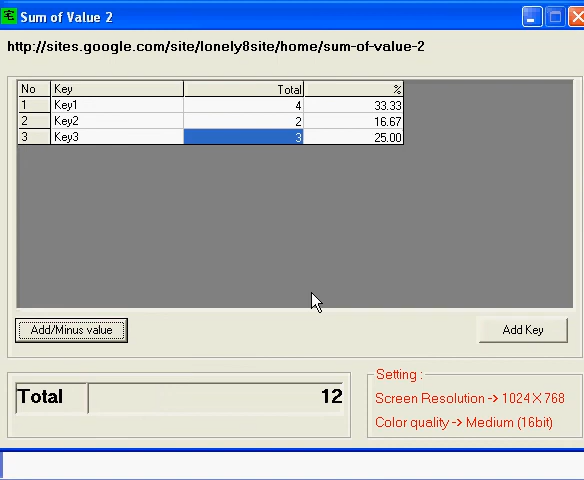 Sum of Value 2
http://sites.google.com/site/lonely8site/home/sum-of-value-2
No Key Total %
1 Key1 4 33.33
2 Key2 2 16.67
3 Key3 3 25.00
Add/Minus value Add Key
Total 12
Setting :
Screen Resolution -> 1024X768
Color quality -> Medium (16bit)